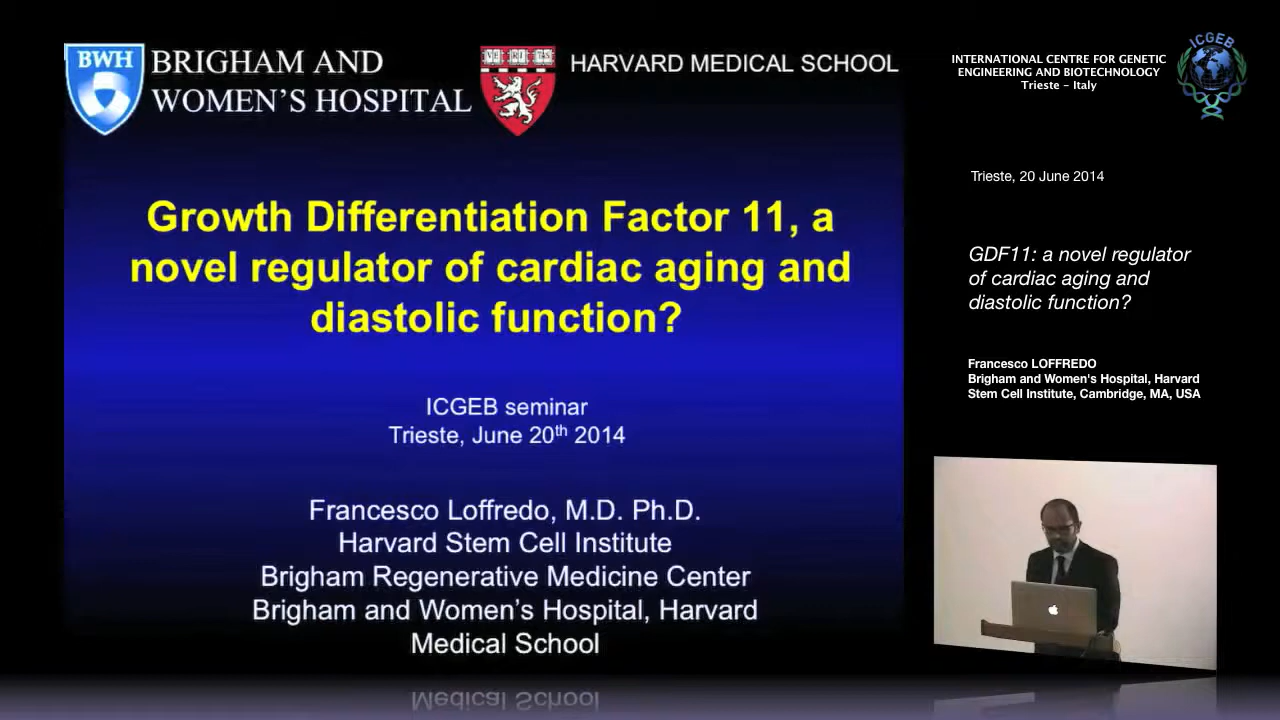 BWH
BRIGHAM AND
WOMEN'S HOSPITAL
HARVARD MEDICAL SCHOOL
Growth Differentiation Factor 11, a
novel regulator of cardiac aging and
diastolic function?
ICGEB seminar
Trieste, June 20th 2014
Francesco Loffredo, M.D. Ph.D.
Harvard Stem Cell Institute
Brigham Regenerative Medicine Center
Brigham and Women's Hospital, Harvard
Medical School
INTERNATIONAL CENTRE FOR GENETIC
ENGINEERING AND BIOTECHNOLOGY
Trieste - Italy
ICGEB
Trieste, 20 June 2014
GDF11: a novel regulator
of cardiac aging and
diastolic function?
Francesco LOFFREDO
Brigham and Women's Hospital, Harvard
Stem Cell Institute, Cambridge, MA, USA